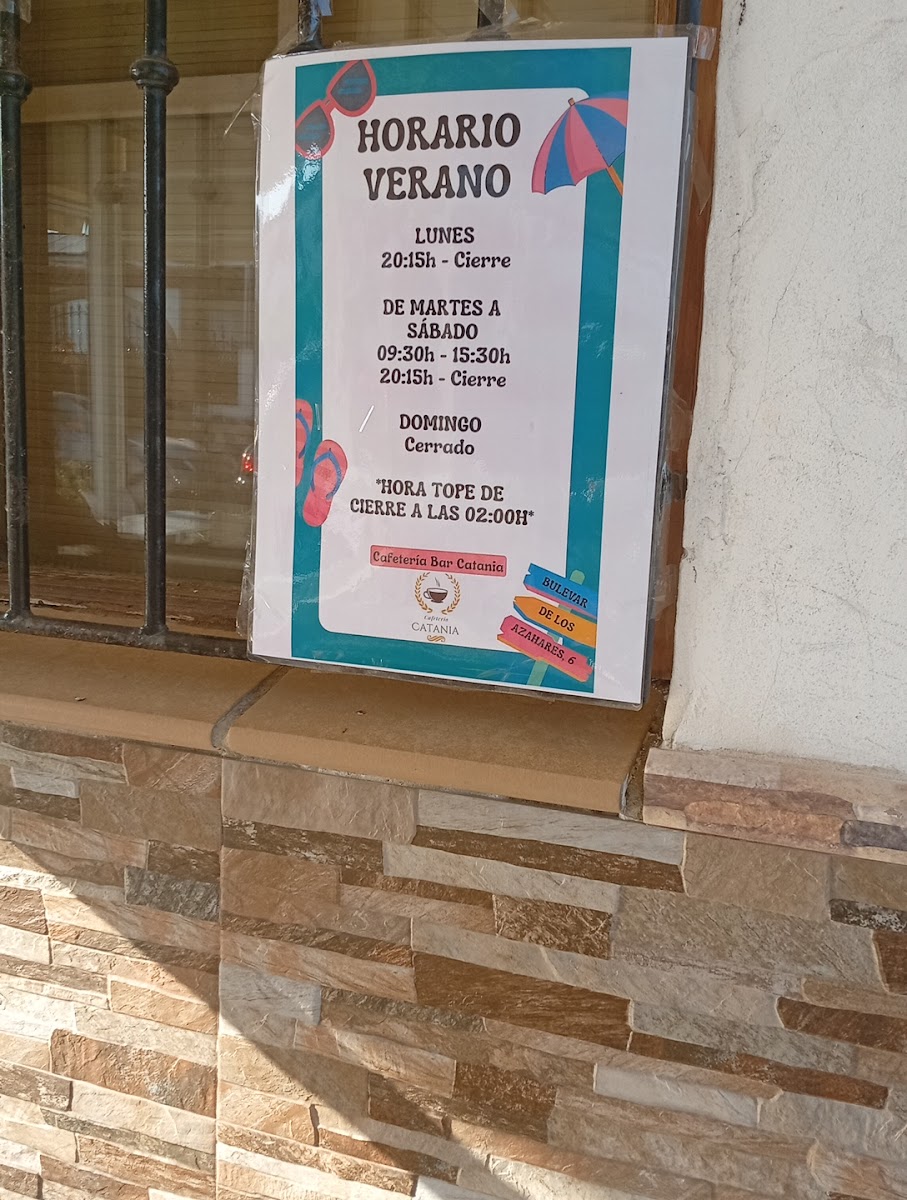 HORARIO
VERANO
LUNES
20:15h - Cierre
DE MARTES A
SÁBADO
09:30h - 15:30h
20:15h - Cierre
DOMINGO
Cerrado
*HORA TOPE DE
CIERRE A LAS 02:00H*
Cafetería Bar Catania
Cafetería
CATANIA
BULEVAR
DE LOS
AZAHARES, 6